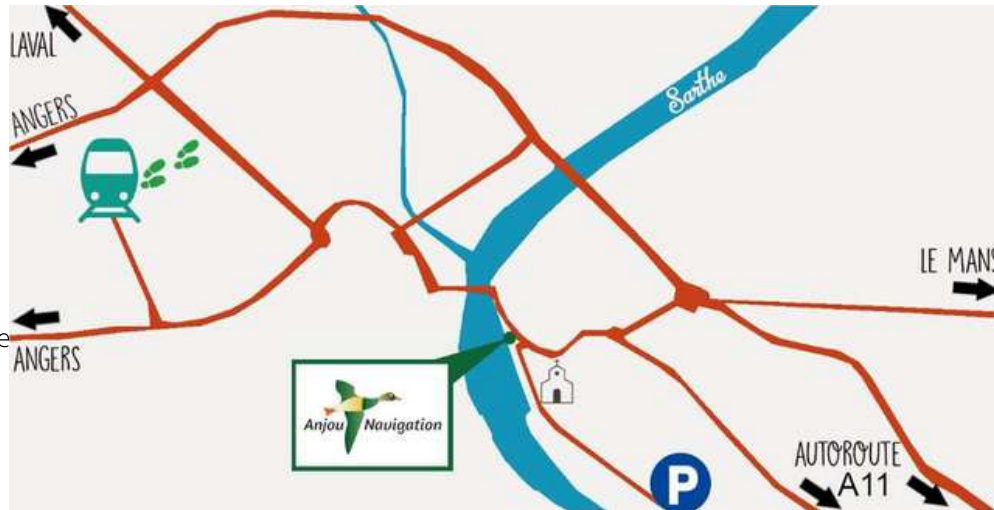 LAVAL
ANGERS
Sarthe
LE MANS
e
ANGERS
Anjou Navigation
AUTOROUTE
A11
P